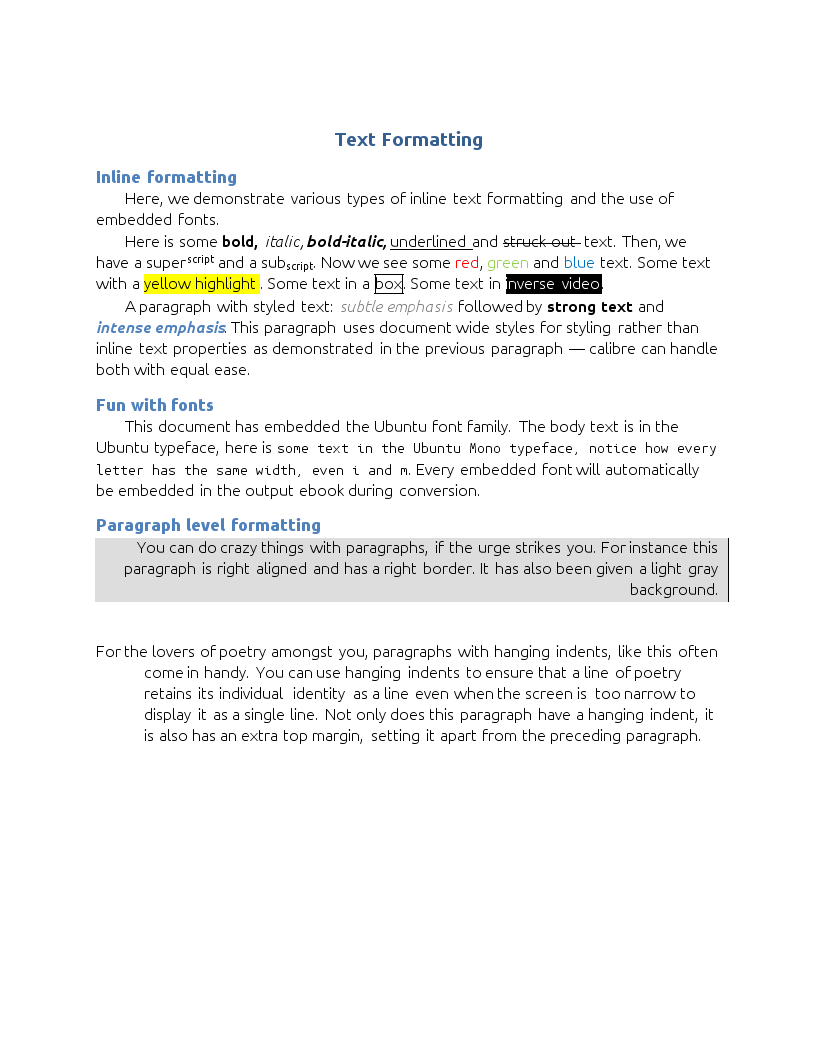 Text Formatting
Inline formatting
Here, we demonstrate various types of inline text formatting and the use of
embedded fonts.
Here is some bold, italic, bold-italic, underlined and struck out text. Then, we
have a superscript and a subscript. Now we see some red, green and blue text. Some text
with a yellow highlight . Some text in a box. Some text in inverse video.
A paragraph with styled text: subtle emphasis followed by strong text and
intense emphasis. This paragraph uses document wide styles for styling rather than
inline text properties as demonstrated in the previous paragraph — calibre can handle
both with equal ease.
Fun with fonts
This document has embedded the Ubuntu font family. The body text is in the
Ubuntu typeface, here is some text in the Ubuntu Mono typeface, notice how every
letter has the same width, even i and m. Every embedded font will automatically
be embedded in the output ebook during conversion.
Paragraph level formatting
You can do crazy things with paragraphs, if the urge strikes you. For instance this
paragraph is right aligned and has a right border. It has also been given a light gray
background.
For the lovers of poetry amongst you, paragraphs with hanging indents, like this often
come in handy. You can use hanging indents to ensure that a line of poetry
retains its individual identity as a line even when the screen is too narrow to
display it as a single line. Not only does this paragraph have a hanging indent, it
is also has an extra top margin, setting it apart from the preceding paragraph.